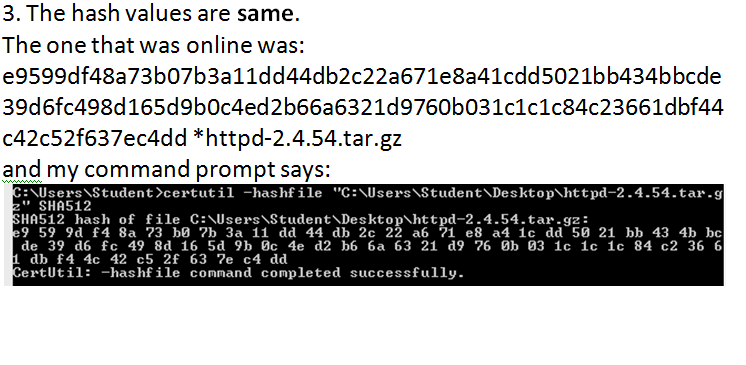 3. The hash values are same.
The one that was online was:
e9599df48a73b07b3a11dd44db2c22a671e8a41cdd5021bb434bbcde
39d6fc498d165d9b0c4ed2b66a6321d9760b031c1c1c84c23661dbf44
c42c52f637ec4dd *httpd-2.4.54.tar.gz
and my command prompt says:
C:\Users\Student>certutil -hashfile "C:\Users\Student\Desktop\httpd-2.4.54.tar.g
z" SHA512
SHA512 hash of file C:\Users\Student\Desktop\httpd-2.4.54.tar.gz:
e9 59 9d f4 8a 73 b0 7b 3a 11 dd 44 db 2c 22 a6 71 e8 a4 1c dd 50 21 bb 43 4b bc
de 39 d6 fc 49 8d 16 5d 9b 0c 4e d2 b6 6a 63 21 d9 76 0b 03 1c 1c 1c 84 c2 36 6
1 db f4 4c 42 c5 2f 63 7e c4 dd
CertUtil: -hashfile command completed successfully.